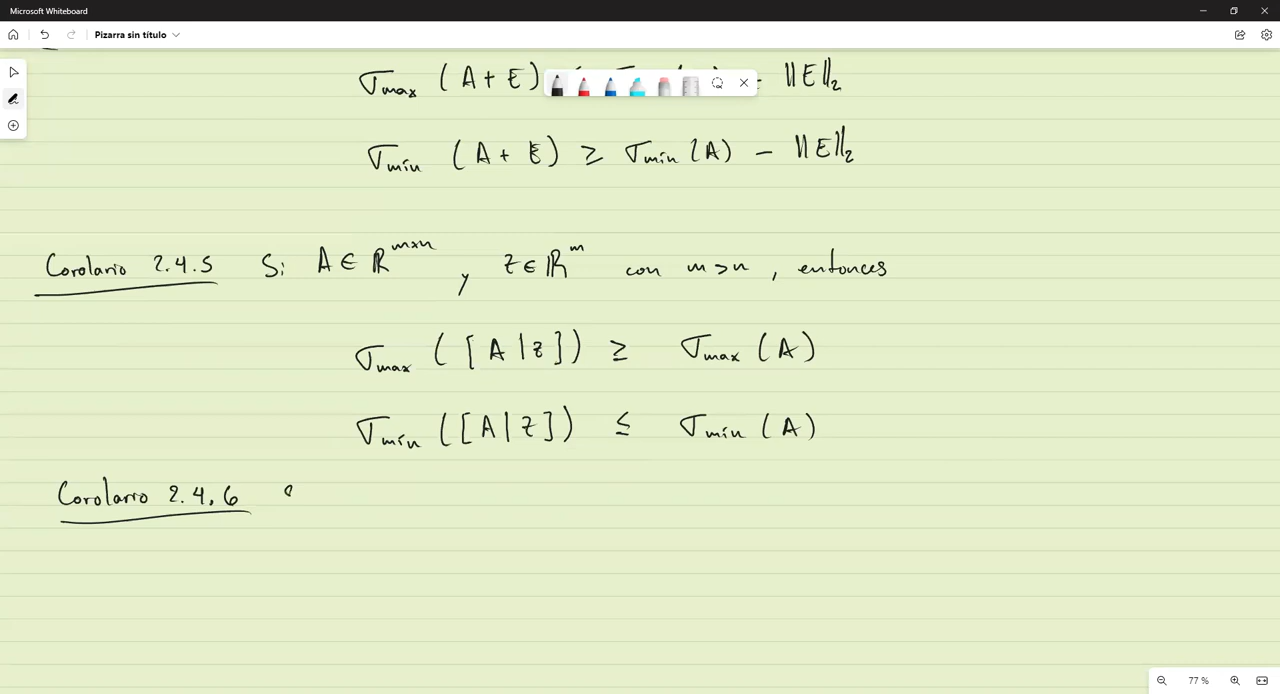 Microsoft Whiteboard
Pizarra sin título
σmax (A + E) - ||E||₂
σmín (A + E) ≥ σmín (A) - ||E||₂
Corolario 2.4.5 Si A ∈ ℝ^{m×n} y z ∈ ℝ^m con m > n, entonces
σmax ([A | z]) ≥ σmax (A)
σmín ([A | z]) ≤ σmín (A)
Corolario 2.4.6
77 %